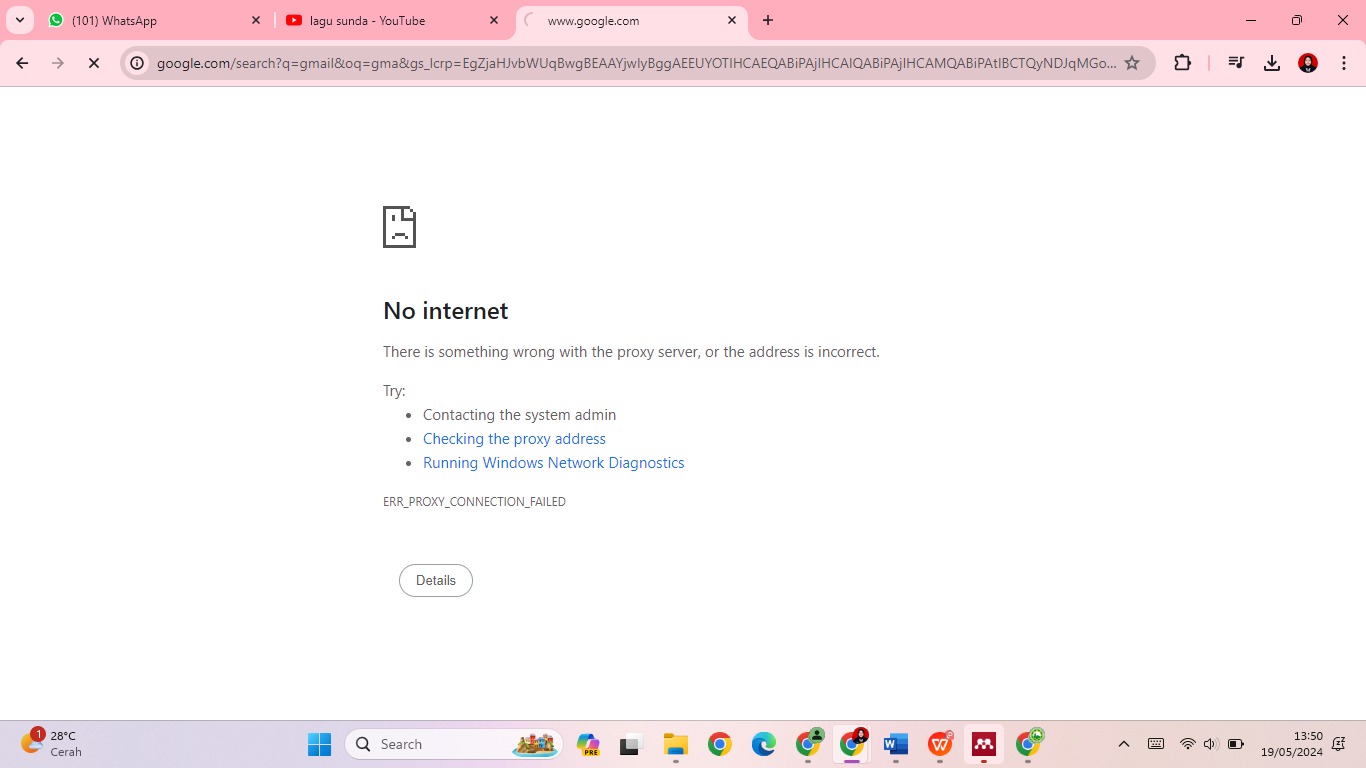 (101) WhatsApp
lagu sunda - YouTube
www.google.com
google.com/search?q=gmail&oq=gma&gs_lcrp=EgZjaHJvbWUqBwgBEAAYjwIyBggAEEUYOTIHCAEQABiPAjIHCAIQABiPAjIHCAMQABiPAtIBCTQyNDJqMGo...
No internet
There is something wrong with the proxy server, or the address is incorrect.
Try:
• Contacting the system admin
• Checking the proxy address
• Running Windows Network Diagnostics
ERR_PROXY_CONNECTION_FAILED
Details
1
28°C
Cerah
Search
PRE
W
13:50
19/05/2024